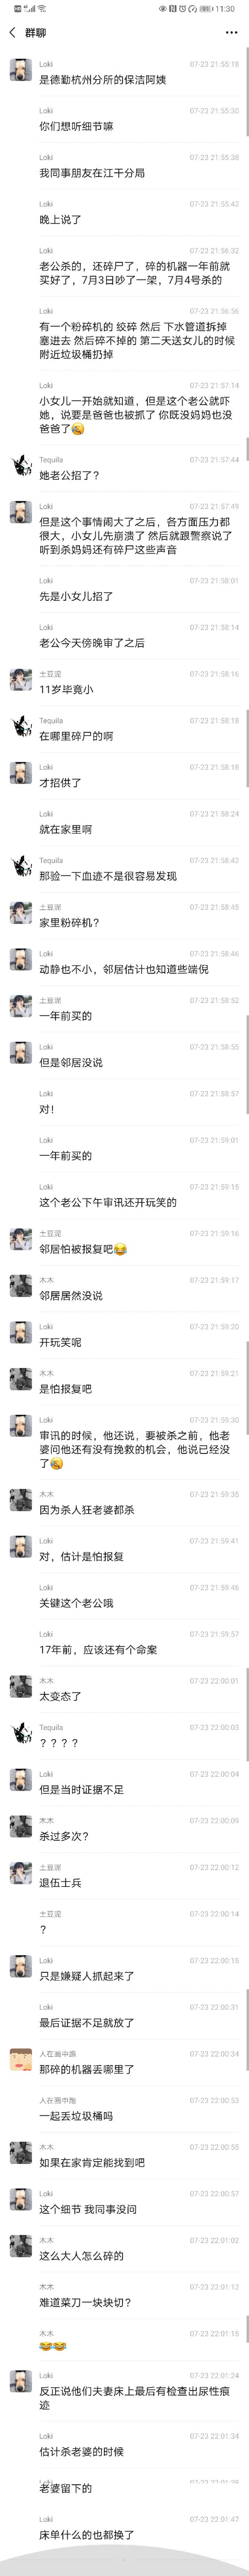 11:30
群聊
Loki 07-23 21:55:18
是德勤杭州分所的保洁阿姨
Loki 07-23 21:55:30
你们想听细节嘛
Loki 07-23 21:55:38
我同事朋友在江干分局
Loki 07-23 21:55:42
晚上说了
Loki 07-23 21:56:32
老公杀的，还碎尸了，碎的机器一年前就
买好了，7月3日吵了一架，7月4号杀的
Loki 07-23 21:56:56
有一个粉碎机的 绞碎 然后 下水管道拆掉
塞进去 然后碎不掉的 第二天送女儿的时候
附近垃圾桶扔掉
Loki 07-23 21:57:14
小女儿一开始就知道，但是这个老公就吓
她，说要是爸爸也被抓了 你既没妈妈也没
爸爸了
Tequila 07-23 21:57:44
她老公招了？
Loki 07-23 21:57:49
但是这个事情闹大了之后，各方面压力都
很大，小女儿先崩溃了 然后就跟警察说了
听到杀妈妈还有碎尸这些声音
Loki 07-23 21:58:01
先是小女儿招了
Loki 07-23 21:58:14
老公今天傍晚审了之后
土豆泥 07-23 21:58:16
11岁毕竟小
Tequila 07-23 21:58:18
在哪里碎尸的啊
Loki 07-23 21:58:18
才招供了
Loki 07-23 21:58:24
就在家里啊
Tequila 07-23 21:58:42
那验一下血迹不是很容易发现
土豆泥 07-23 21:58:45
家里粉碎机？
Loki 07-23 21:58:46
动静也不小，邻居估计也知道些端倪
土豆泥 07-23 21:58:52
一年前买的
Loki 07-23 21:58:55
但是邻居没说
Loki 07-23 21:58:57
对！
Loki 07-23 21:59:01
一年前买的
Loki 07-23 21:59:15
这个老公下午审讯还开玩笑的
土豆泥 07-23 21:59:16
邻居怕被报复吧
木木 07-23 21:59:17
邻居居然没说
Loki 07-23 21:59:20
开玩笑呢
木木 07-23 21:59:21
是怕报复吧
Loki 07-23 21:59:30
审讯的时候，他还说，要被杀之前，他老
婆问他还有没有挽救的机会，他说已经没
了
木木 07-23 21:59:35
因为杀人狂老婆都杀
Loki 07-23 21:59:41
对，估计是怕报复
Loki 07-23 21:59:46
关键这个老公哦
Loki 07-23 21:59:57
17年前，应该还有个命案
木木 07-23 22:00:01
太变态了
Tequila 07-23 22:00:03
？？？？
Loki 07-23 22:00:04
但是当时证据不足
木木 07-23 22:00:09
杀过多次？
土豆泥 07-23 22:00:12
退伍士兵
土豆泥 07-23 22:00:14
？
Loki 07-23 22:00:15
只是嫌疑人抓起来了
Loki 07-23 22:00:31
最后证据不足就放了
人在画中跑 07-23 22:00:34
那碎的机器丢哪里了
人在画中跑 07-23 22:00:53
一起丢垃圾桶吗
木木 07-23 22:00:55
如果在家肯定能找到吧
Loki 07-23 22:00:57
这个细节 我同事没问
木木 07-23 22:01:02
这么大人怎么碎的
木木 07-23 22:01:12
难道菜刀一块块切？
木木 07-23 22:01:15
Loki 07-23 22:01:24
反正说他们夫妻床上最后有检查出尿性痕
迹
Loki 07-23 22:01:34
估计杀老婆的时候
Loki 07-23 22:01:38
老婆留下的
Loki 07-23 22:01:47
床单什么的也都换了